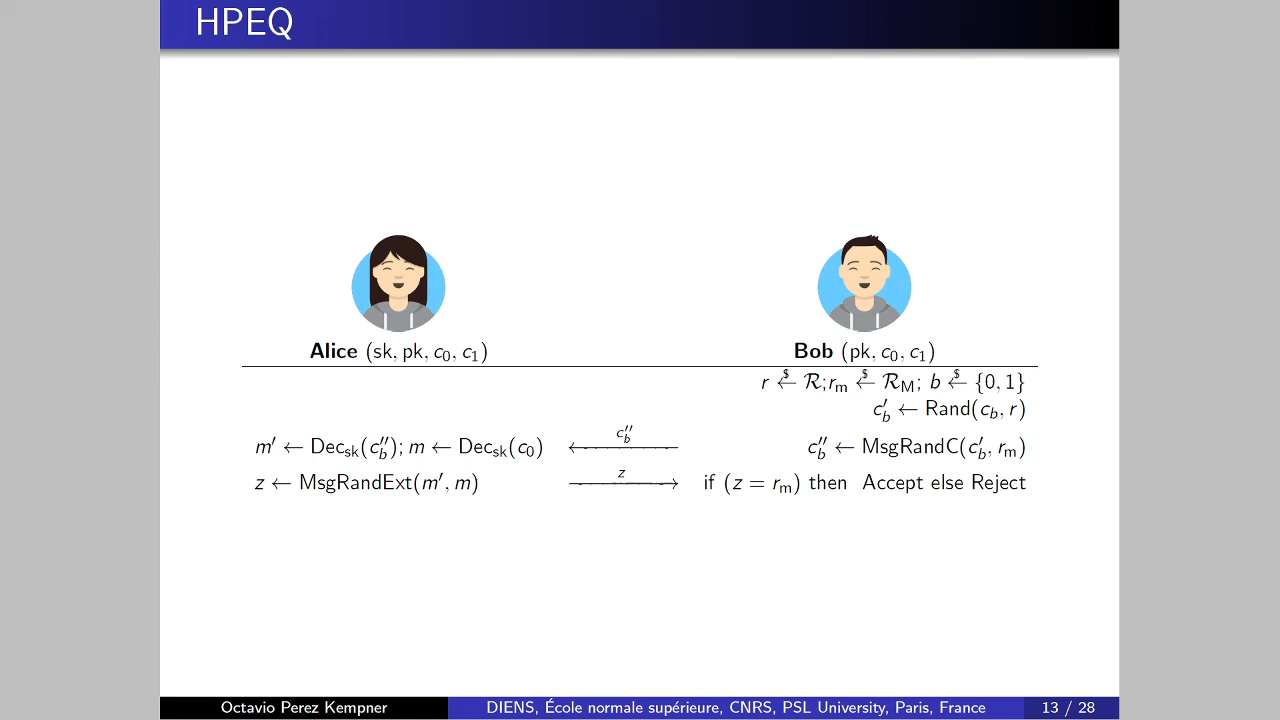 HPEQ
Alice (sk, pk, c₀, c₁)
Bob (pk, c₀, c₁)
r ←$ R; r_m ←$ R_M; b ←$ {0, 1}
c′_b ← Rand(c_b, r)
m′ ← Dec_sk(c″_b); m ← Dec_sk(c₀)
c″_b
c″_b ← MsgRandC(c′_b, r_m)
z ← MsgRandExt(m′, m)
z
if (z = r_m) then Accept else Reject
Octavio Perez Kempner
DIENS, École normale supérieure, CNRS, PSL University, Paris, France
13 / 28